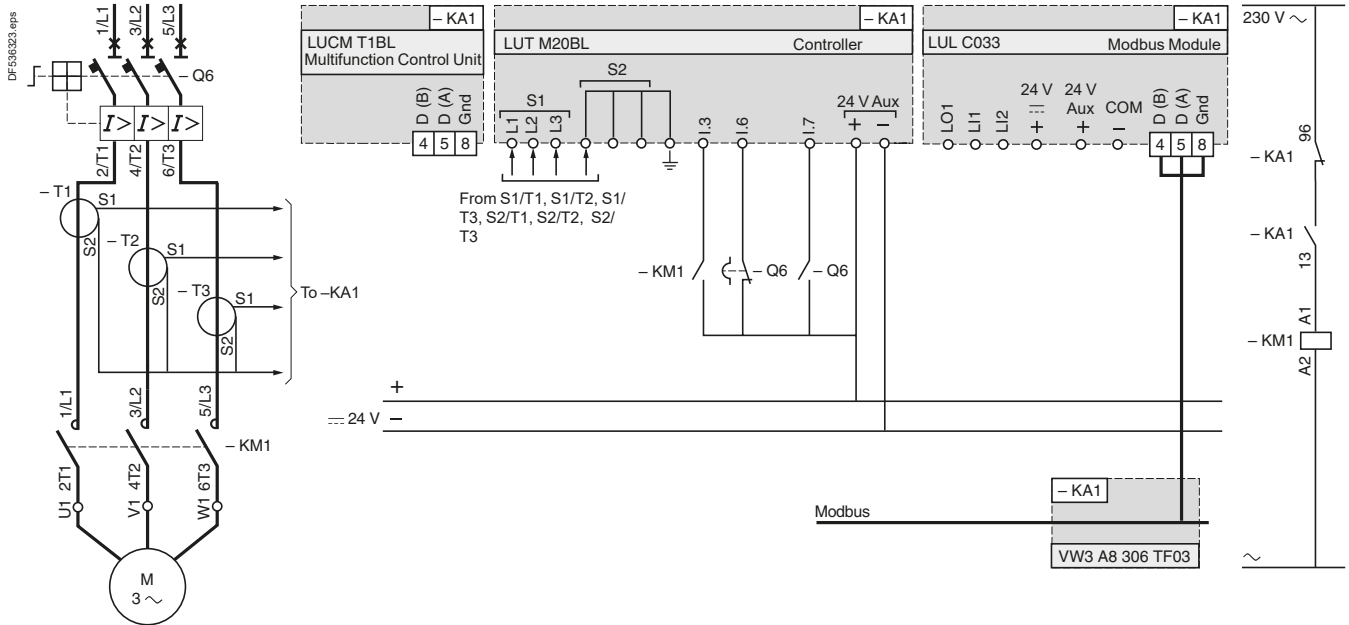 DF536323.eps
1/L1
3/L2
5/L3
– Q6
I>
I>
I>
2/T1
4/T2
6/T3
– T1
S1
S2
– T2
S1
S2
– T3
S1
S2
To –KA1
1/L1
3/L2
5/L3
– KM1
2T1
4T2
6T3
U1
V1
W1
M
3 ~
– KA1
LUCM T1BL
Multifunction Control Unit
D (B)
D (A)
Gnd
4 5 8
– KA1
LUT M20BL Controller
S2
S1
24 V Aux
L1
L2
L3
I.3
I.6
I.7
+
–
From S1/T1, S1/T2, S1/
T3, S2/T1, S2/T2, S2/
T3
– KM1
– Q6
– Q6
+
24 V –
– KA1
LUL C033 Modbus Module
LO1
LI1
LI2
24 V
+
24 V
Aux
+
COM
–
D (B)
D (A)
Gnd
4 5 8
– KA1
Modbus
VW3 A8 306 TF03
230 V ~
96
– KA1
– KA1
13
A1
– KM1
A2
~